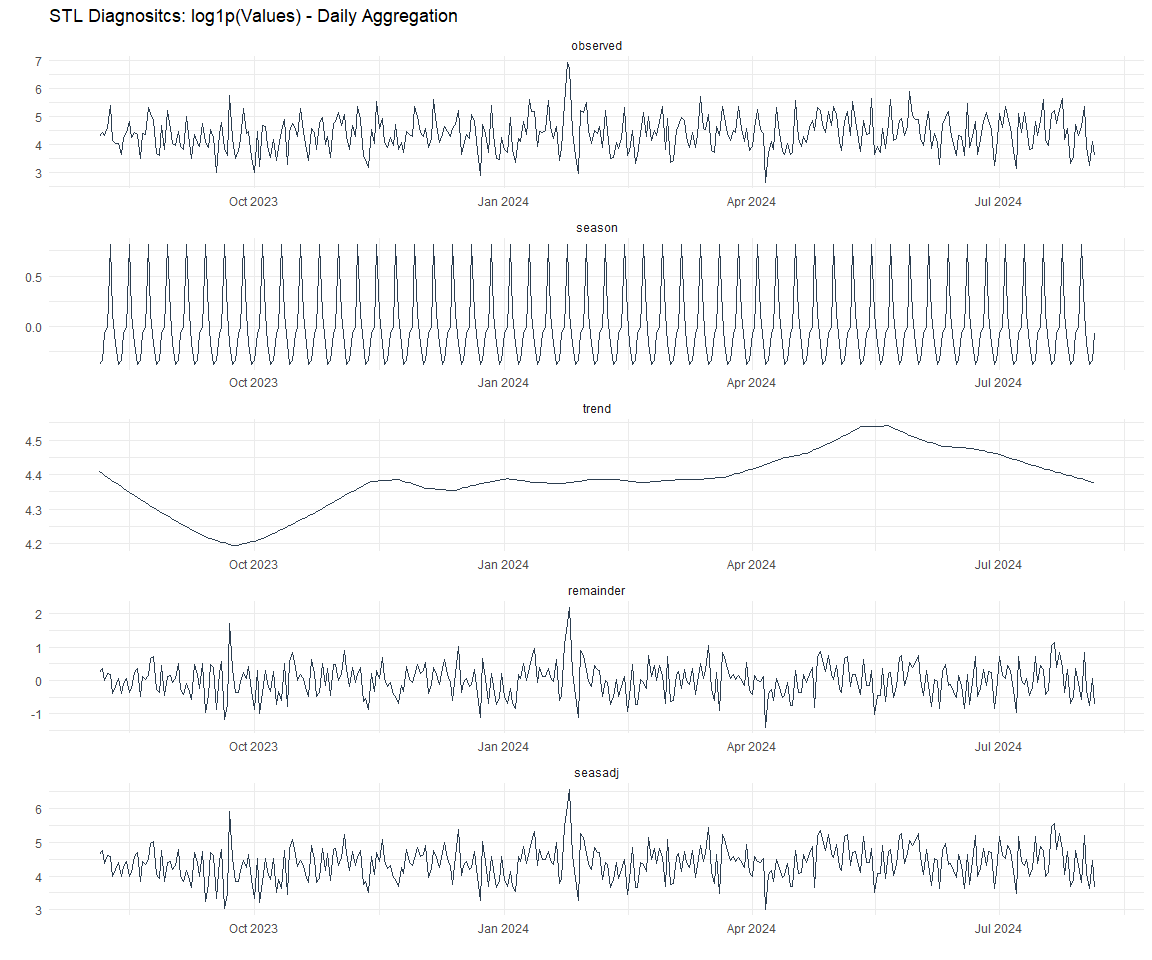 STL Diagnositcs: log1p(Values) - Daily Aggregation
observed
7
6
5
4
3
Oct 2023 Jan 2024 Apr 2024 Jul 2024
season
0.5
0.0
Oct 2023 Jan 2024 Apr 2024 Jul 2024
trend
4.5
4.4
4.3
4.2
Oct 2023 Jan 2024 Apr 2024 Jul 2024
remainder
2
1
0
-1
Oct 2023 Jan 2024 Apr 2024 Jul 2024
seasadj
6
5
4
3
Oct 2023 Jan 2024 Apr 2024 Jul 2024